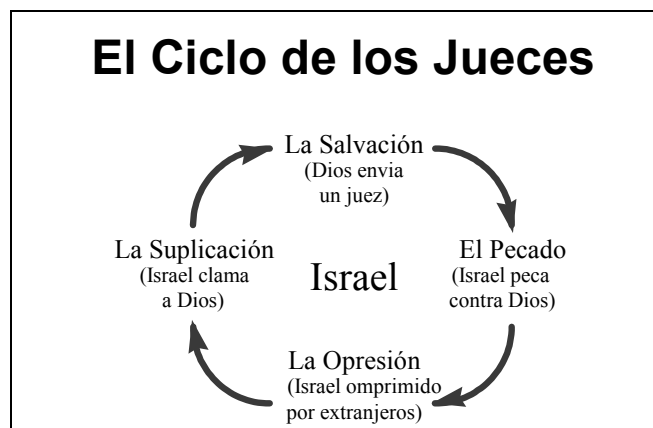 El Ciclo de los Jueces
La Salvación
(Dios envia
un juez)
La Suplicación
(Israel clama
a Dios)
Israel
El Pecado
(Israel peca
contra Dios)
La Opresión
(Israel omprimido
por extranjeros)